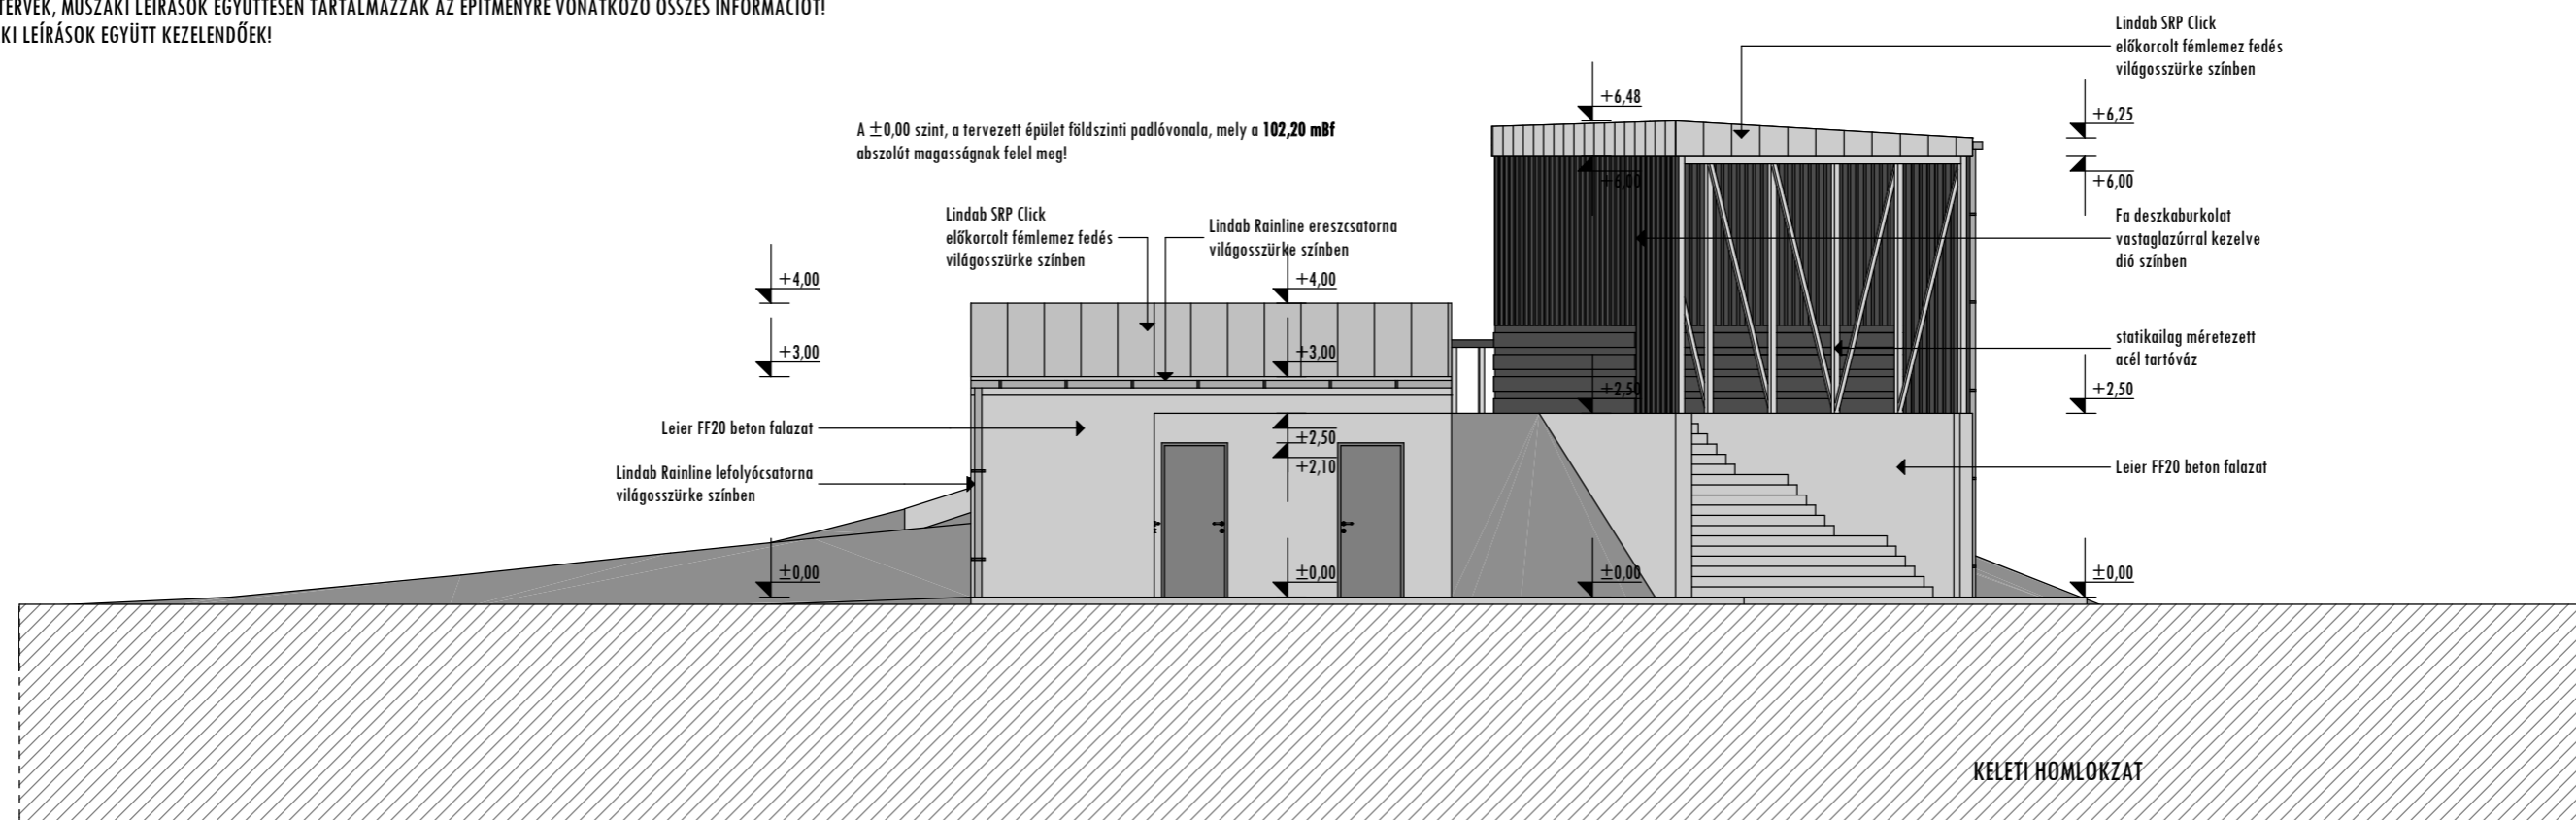 TERVEK, MŰSZAKI LEÍRÁSOK EGYÜTTESEN TARTALMAZZÁK AZ ÉPÍTMÉNYRE VONATKOZÓ ÖSSZES INFORMÁCIÓT!
KI LEÍRÁSOK EGYÜTT KEZELENDŐEK!
A ±0,00 szint, a tervezett épület földszinti padlóvonala, mely a 102,20 mBf
abszolút magasságnak felel meg!
Lindab SRP Click
előkorcolt fémlemez fedés
világosszürke színben
+6,48
+6,25
+6,00
+6,00
Lindab SRP Click
előkorcolt fémlemez fedés
világosszürke színben
Lindab Rainline ereszcsatorna
világosszürke színben
Fa deszkaburkolat
vastaglazúrral kezelve
dió színben
+4,00
+4,00
+3,00
+3,00
statikailag méretezett
acél tartóváz
+2,50
+2,50
Leier FF20 beton falazat
±2,50
+2,10
Leier FF20 beton falazat
Lindab Rainline lefolyócsatorna
világosszürke színben
±0,00
±0,00
±0,00
±0,00
KELETI HOMLOKZAT